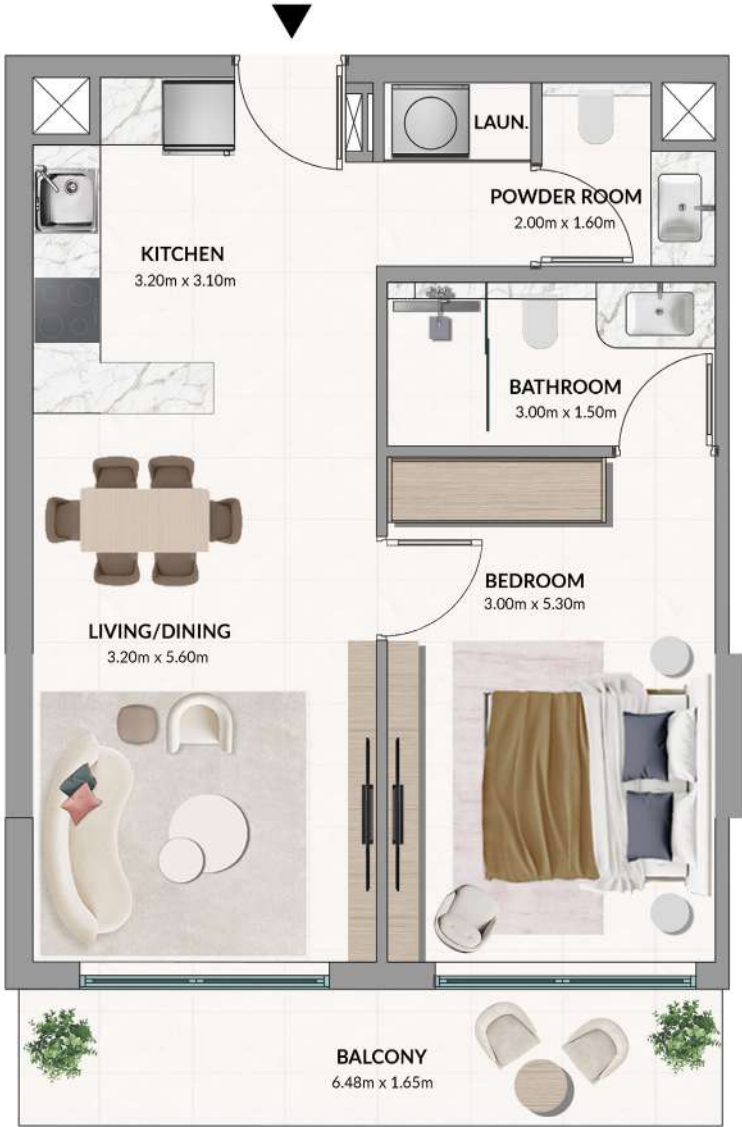 LAUN.
POWDER ROOM
2.00m x 1.60m
KITCHEN
3.20m x 3.10m
BATHROOM
3.00m x 1.50m
BEDROOM
3.00m x 5.30m
LIVING/DINING
3.20m x 5.60m
BALCONY
6.48m x 1.65m